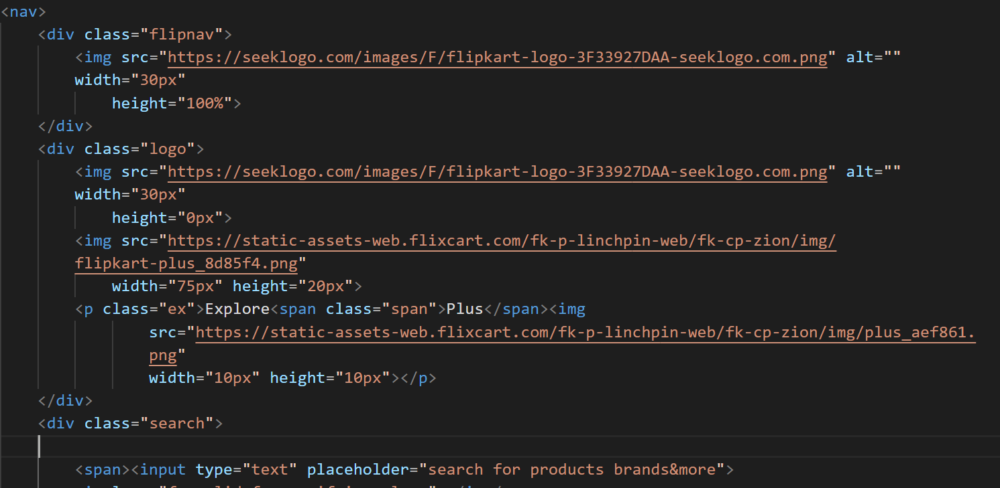 <nav>
<div class="flipnav">
<img src="https://seeklogo.com/images/F/flipkart-logo-3F33927DAA-seeklogo.com.png" alt=""
width="30px"
height="100%">
</div>
<div class="logo">
<img src="https://seeklogo.com/images/F/flipkart-logo-3F33927DAA-seeklogo.com.png" alt=""
width="30px"
height="0px">
<img src="https://static-assets-web.flixcart.com/fk-p-linchpin-web/fk-cp-zion/img/
flipkart-plus_8d85f4.png"
width="75px" height="20px">
<p class="ex">Explore<span class="span">Plus</span><img
src="https://static-assets-web.flixcart.com/fk-p-linchpin-web/fk-cp-zion/img/plus_aef861.
png"
width="10px" height="10px"></p>
</div>
<div class="search">
<span><input type="text" placeholder="search for products brands&more">